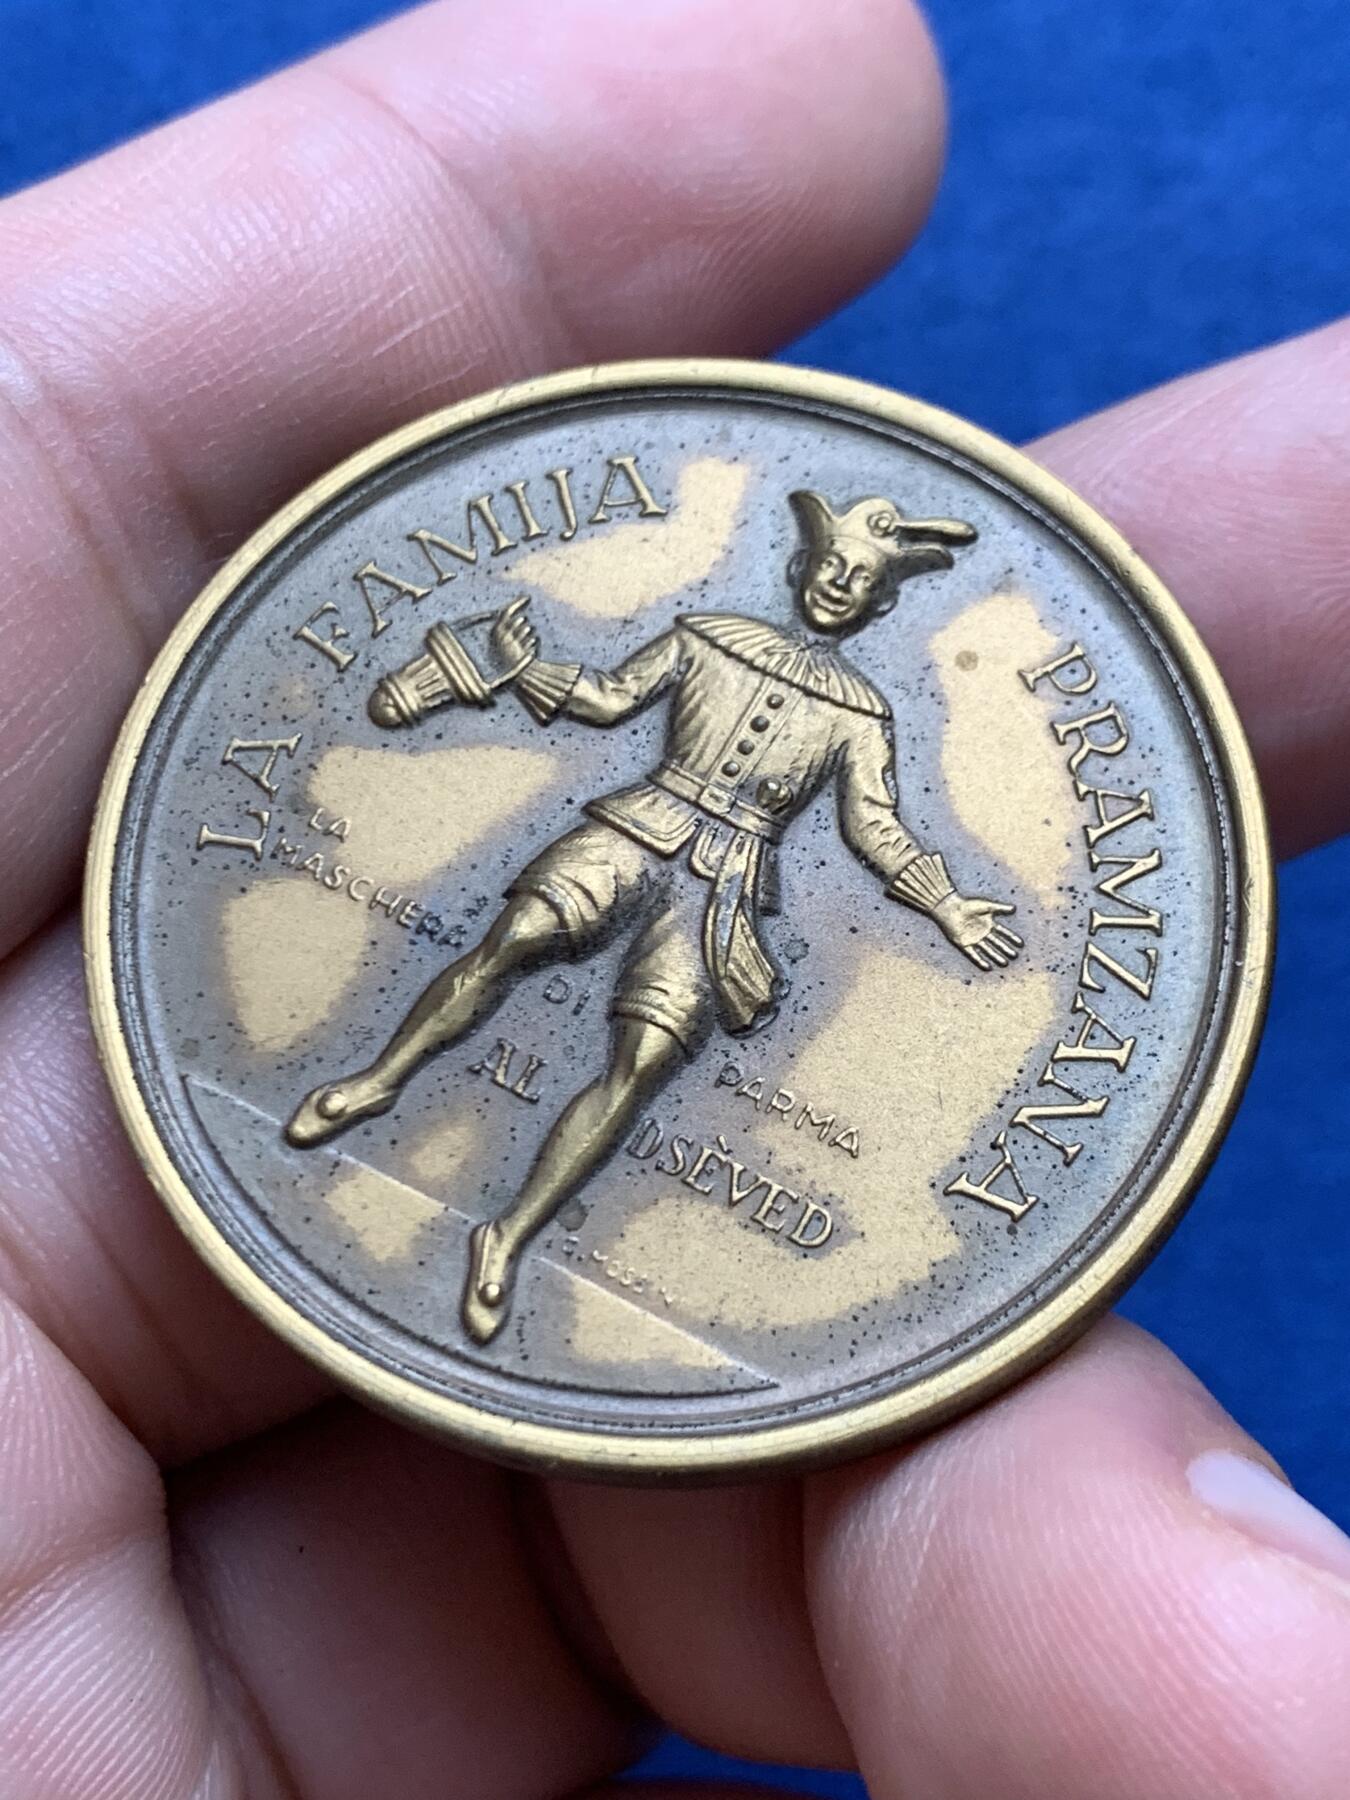 LA FAMIJA PRAMZANA
LA
MASCHERA
DI
PARMA
AL DSÈVED